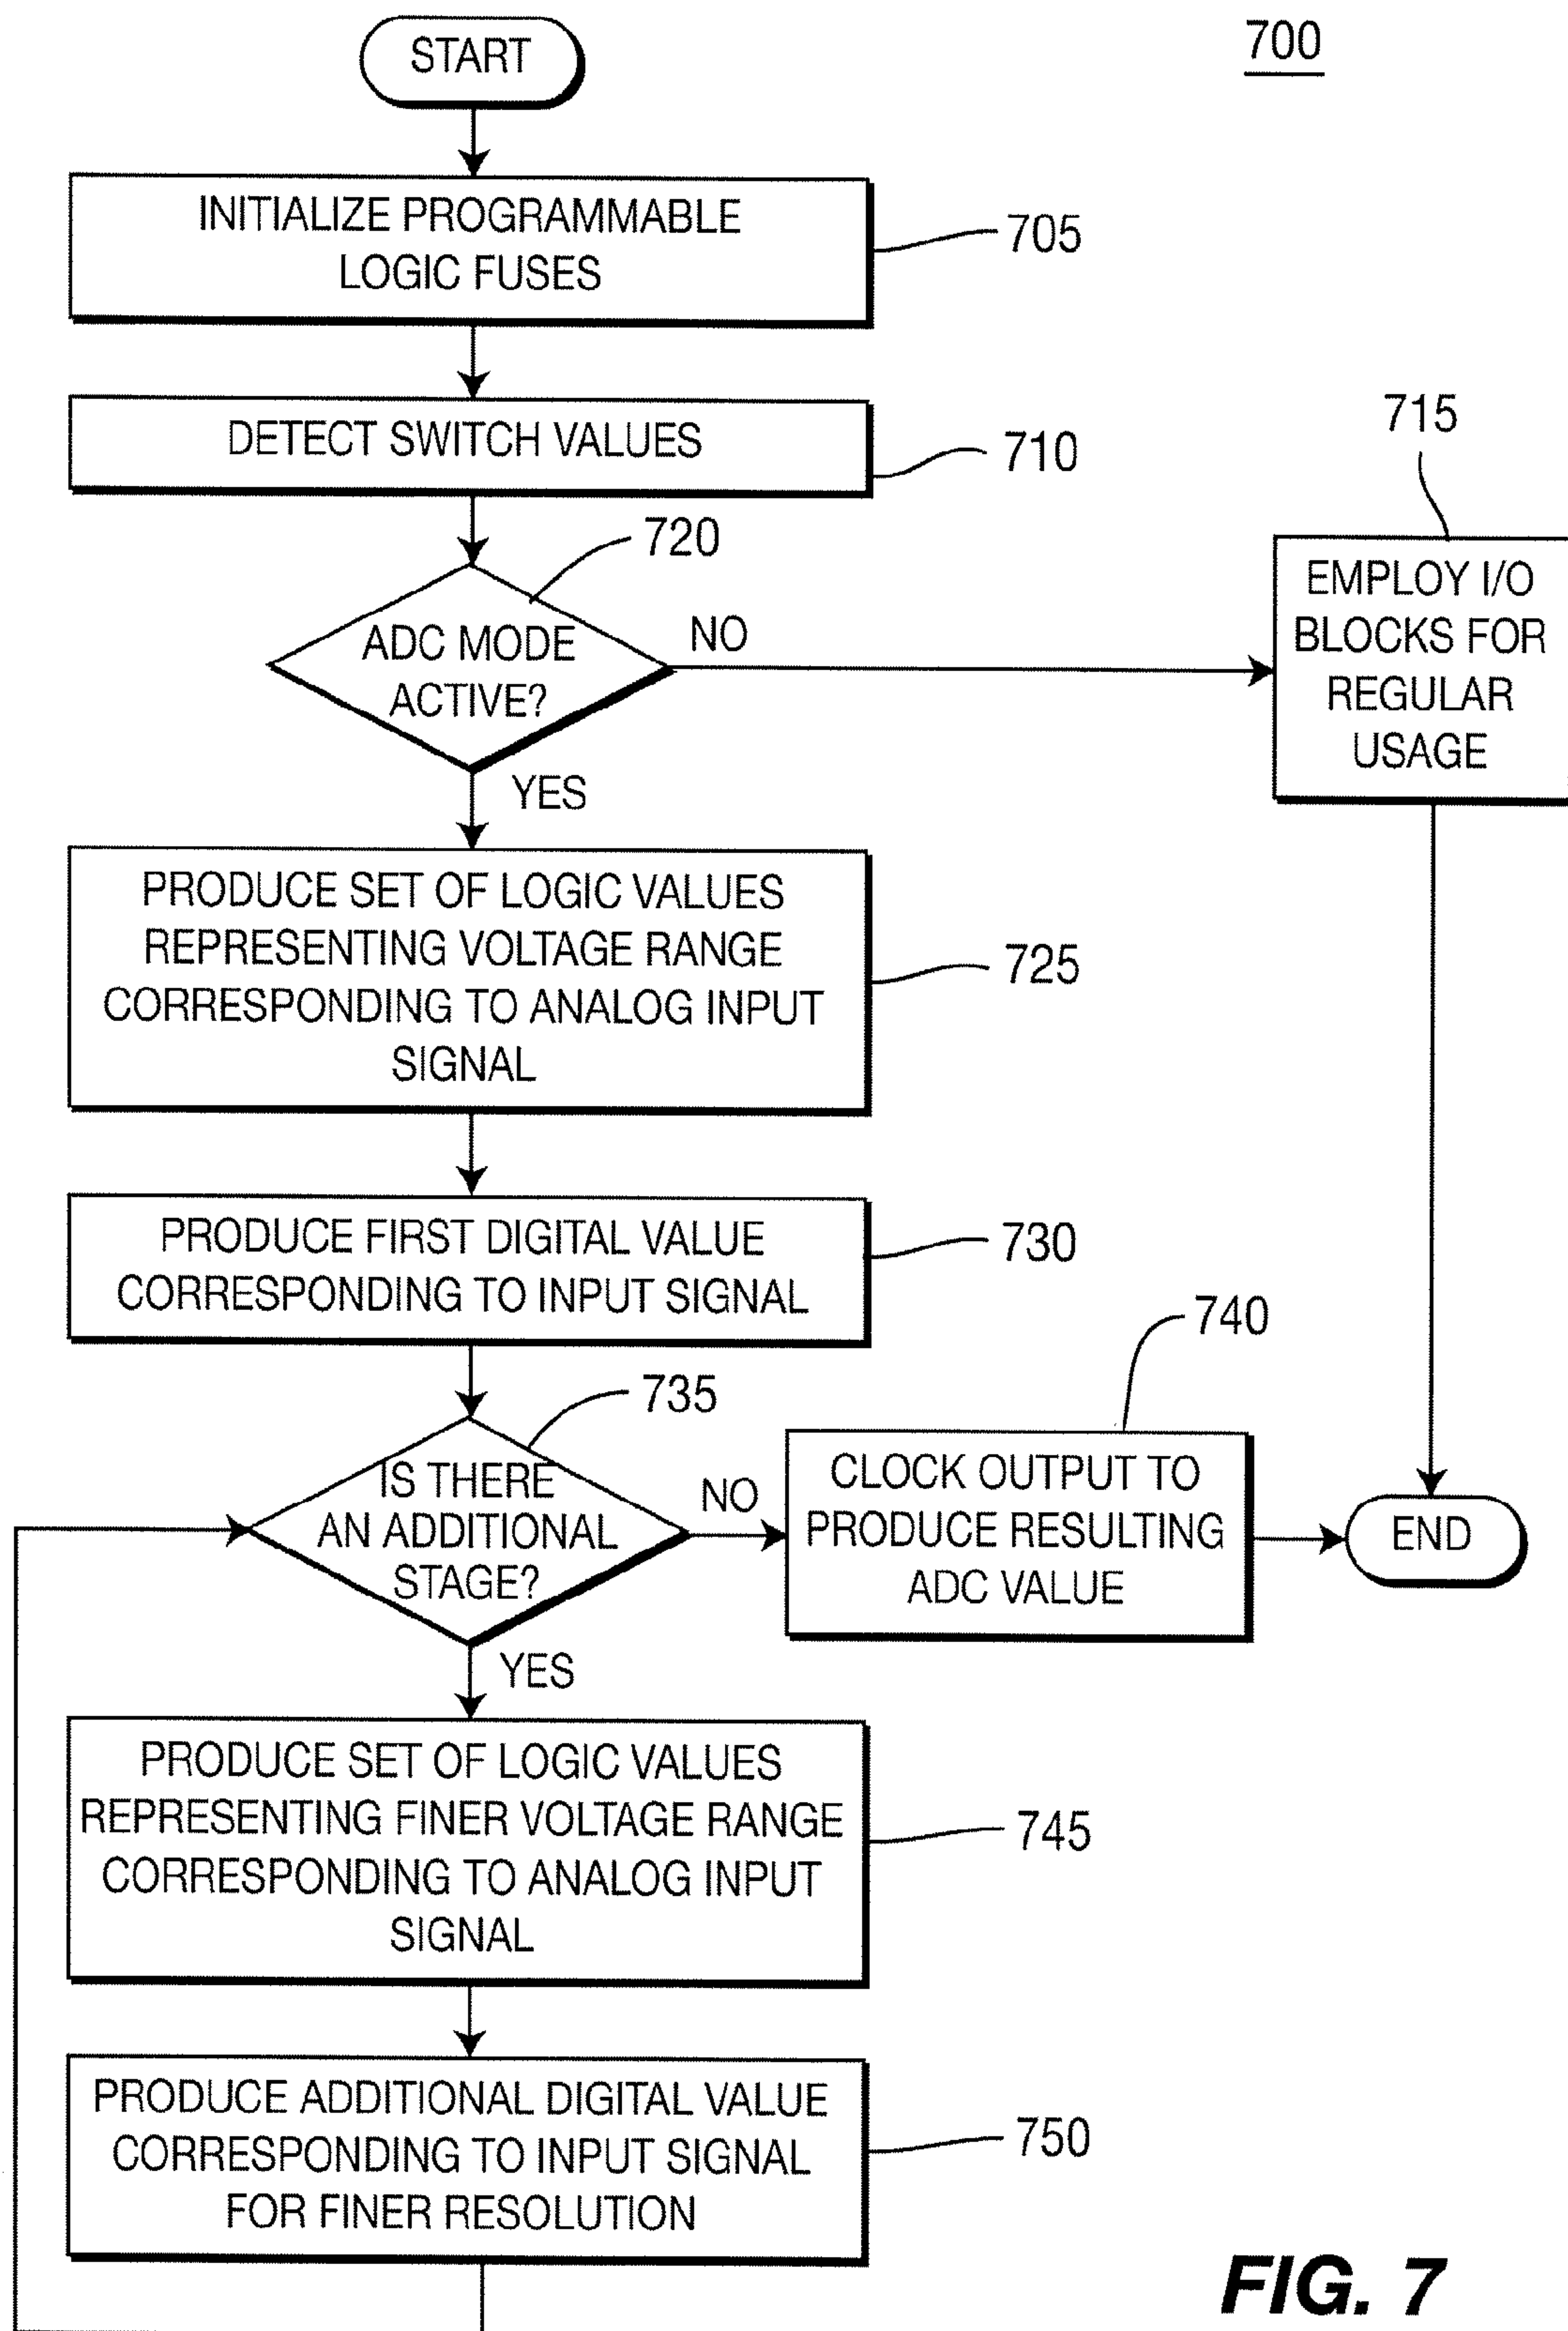 START
700
INITIALIZE PROGRAMMABLE
LOGIC FUSES
705
DETECT SWITCH VALUES
710
715
720
ADC MODE
ACTIVE?
NO
EMPLOY I/O
BLOCKS FOR
REGULAR
USAGE
YES
PRODUCE SET OF LOGIC VALUES
REPRESENTING VOLTAGE RANGE
CORRESPONDING TO ANALOG INPUT
SIGNAL
725
PRODUCE FIRST DIGITAL VALUE
CORRESPONDING TO INPUT SIGNAL
730
740
735
IS THERE
AN ADDITIONAL
STAGE?
NO
CLOCK OUTPUT TO
PRODUCE RESULTING
ADC VALUE
END
YES
PRODUCE SET OF LOGIC VALUES
REPRESENTING FINER VOLTAGE RANGE
CORRESPONDING TO ANALOG INPUT
SIGNAL
745
PRODUCE ADDITIONAL DIGITAL VALUE
CORRESPONDING TO INPUT SIGNAL
FOR FINER RESOLUTION
750
FIG. 7